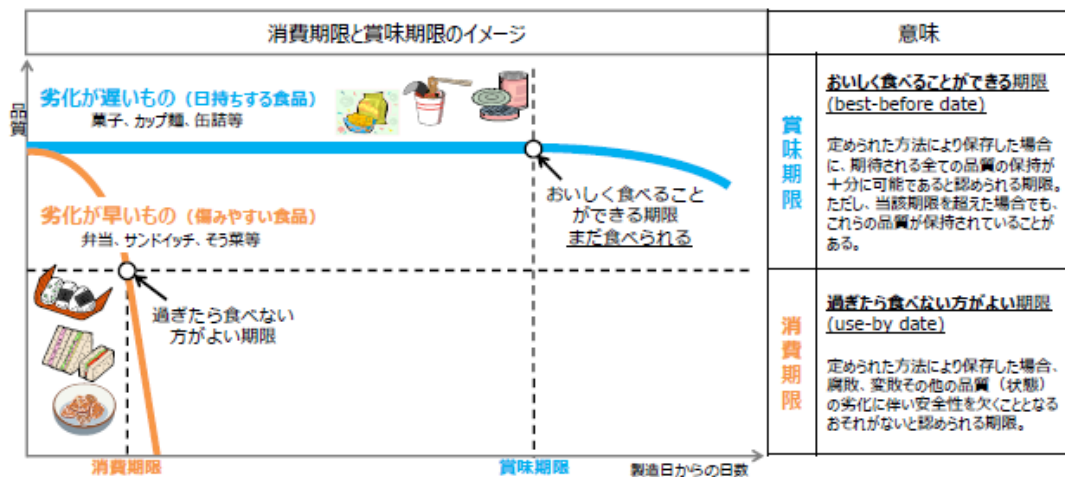 消費期限と賞味期限のイメージ
意味
品質
劣化が遅いもの（日持ちする食品）
菓子、カップ麺、缶詰等
おいしく食べること
ができる期限
まだ食べられる
劣化が早いもの（傷みやすい食品）
弁当、サンドイッチ、そう菜等
過ぎたら食べない
方がよい期限
消費期限
賞味期限
製造日からの日数
賞味期限
おいしく食べることができる期限
(best-before date)
定められた方法により保存した場合
に、期待される全ての品質の保持が
十分に可能であると認められる期限。
ただし、当該期限を超えた場合でも、
これらの品質が保持されていることが
ある。
消費期限
過ぎたら食べない方がよい期限
(use-by date)
定められた方法により保存した場合、
腐敗、変敗その他の品質（状態）
の劣化に伴い安全性を欠くこととなる
おそれがないと認められる期限。